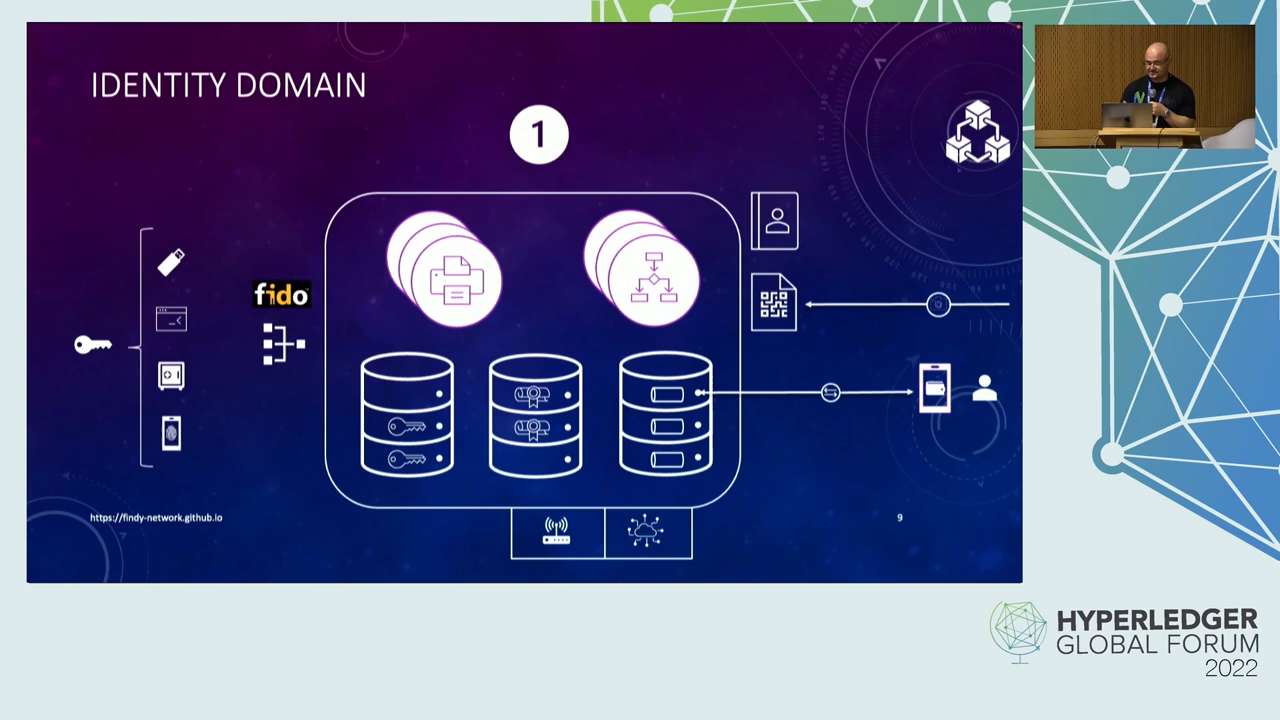 IDENTITY DOMAIN
1
fido
https://findy-network.github.io
9
HYPERLEDGER
GLOBAL FORUM
2022